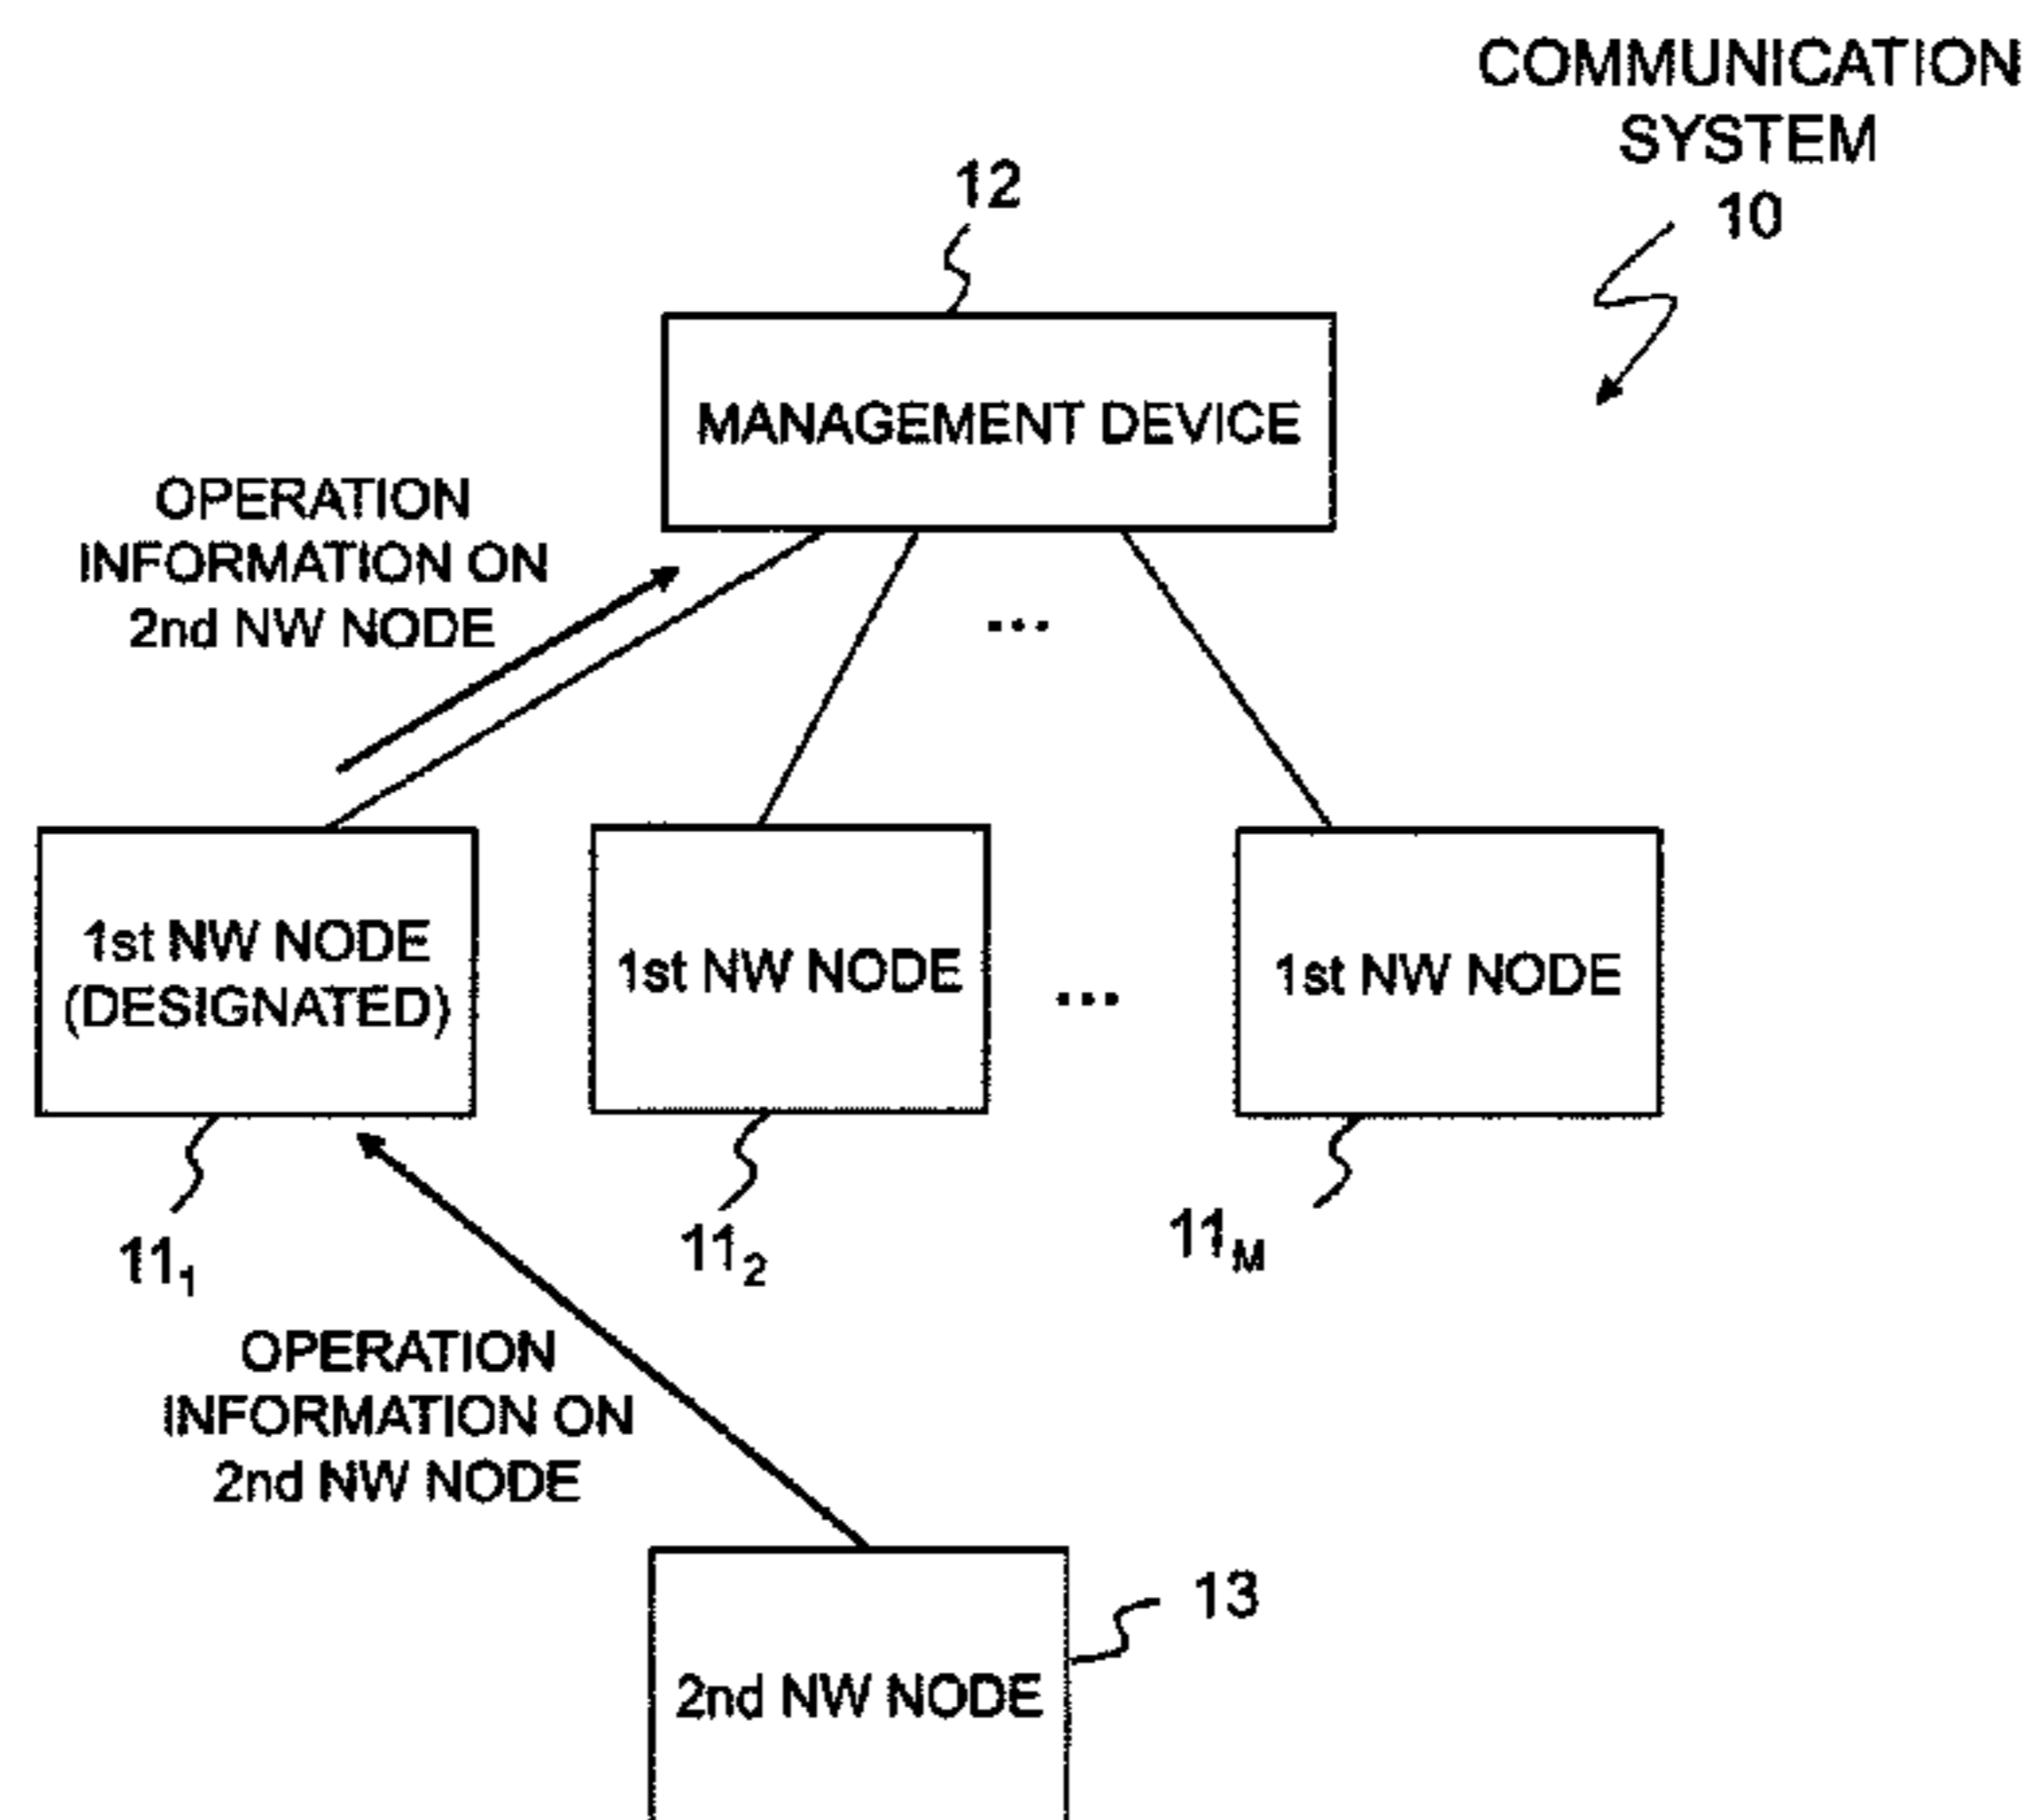 COMMUNICATION
SYSTEM
10
12
MANAGEMENT DEVICE
OPERATION
INFORMATION ON
2nd NW NODE
...
1st NW NODE
(DESIGNATED)
1st NW NODE
...
1st NW NODE
11₁
11₂
11M
OPERATION
INFORMATION ON
2nd NW NODE
13
2nd NW NODE